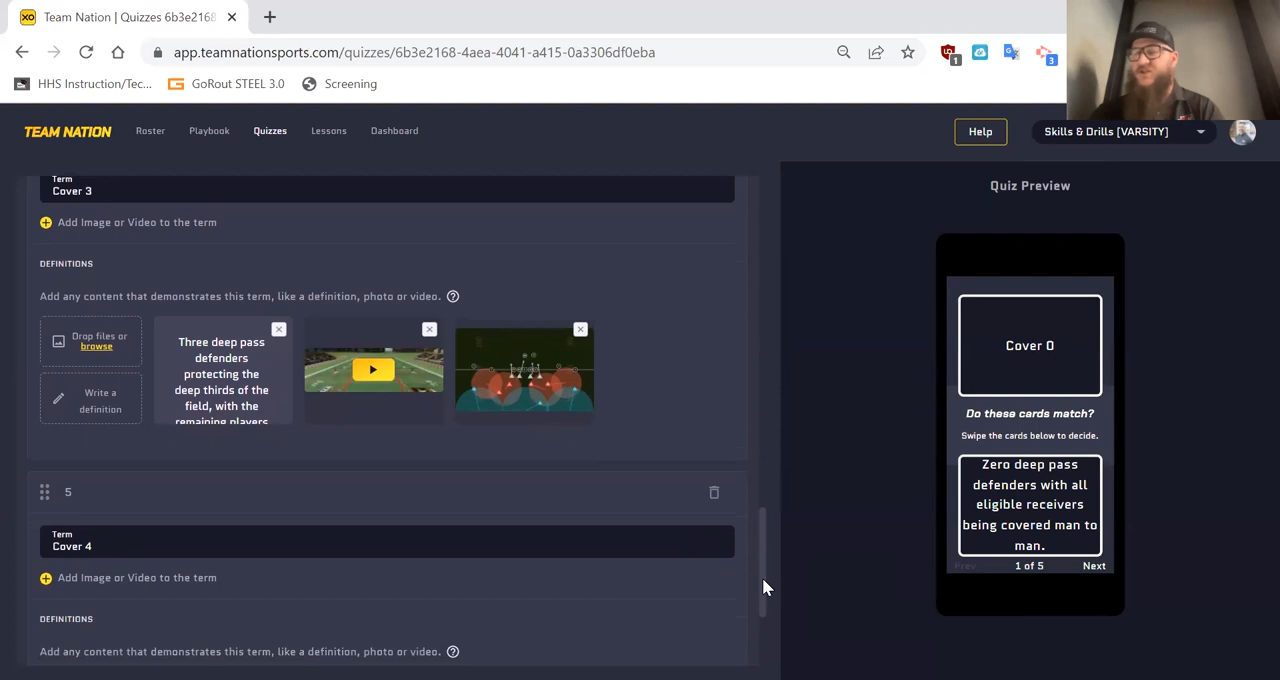 XO Team Nation | Quizzes 6b3e2168
app.teamnationsports.com/quizzes/6b3e2168-4aea-4041-a415-0a3306df0eba
1
3
HHS Instruction/Tec...
GoRout STEEL 3.0
Screening
TEAM NATION
Roster
Playbook
Quizzes
Lessons
Dashboard
Help
Skills & Drills [VARSITY]
Term
Cover 3
Add Image or Video to the term
DEFINITIONS
Add any content that demonstrates this term, like a definition, photo or video.
Drop files or
browse
Write a
definition
Three deep pass
defenders
protecting the
deep thirds of the
field, with the
remaining players
5
Term
Cover 4
Add Image or Video to the term
DEFINITIONS
Add any content that demonstrates this term, like a definition, photo or video.
Quiz Preview
Cover 0
Do these cards match?
Swipe the cards below to decide.
Zero deep pass
defenders with all
eligible receivers
being covered man to
man.
Prev
1 of 5
Next